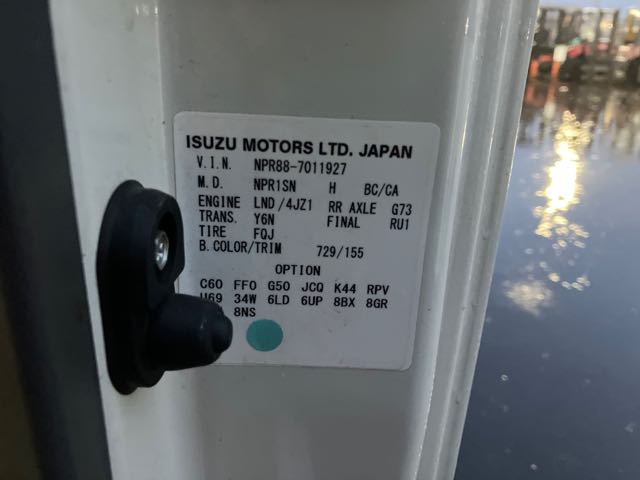 ISUZU MOTORS LTD. JAPAN
V.I.N. NPR88-7011927
M.D. NPR1SN H BC/CA
ENGINE LND/4JZ1 RR AXLE G73
TRANS. Y6N FINAL RU1
TIRE FQJ
B.COLOR/TRIM 729/155
OPTION
C60 FF0 G50 JCQ K44 RPV
U69 34W 6LD 6UP 8BX 8GR
8NS